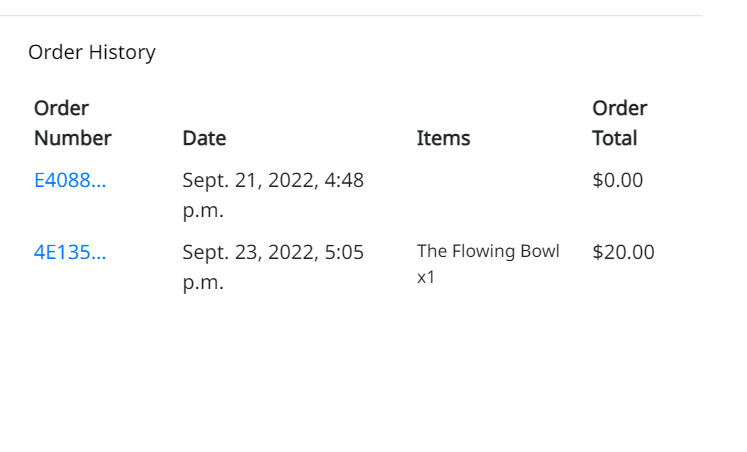 Order History
Order
Number
Date
Items
Order
Total
E4088...
Sept. 21, 2022, 4:48
p.m.
$0.00
4E135...
Sept. 23, 2022, 5:05
p.m.
The Flowing Bowl
x1
$20.00